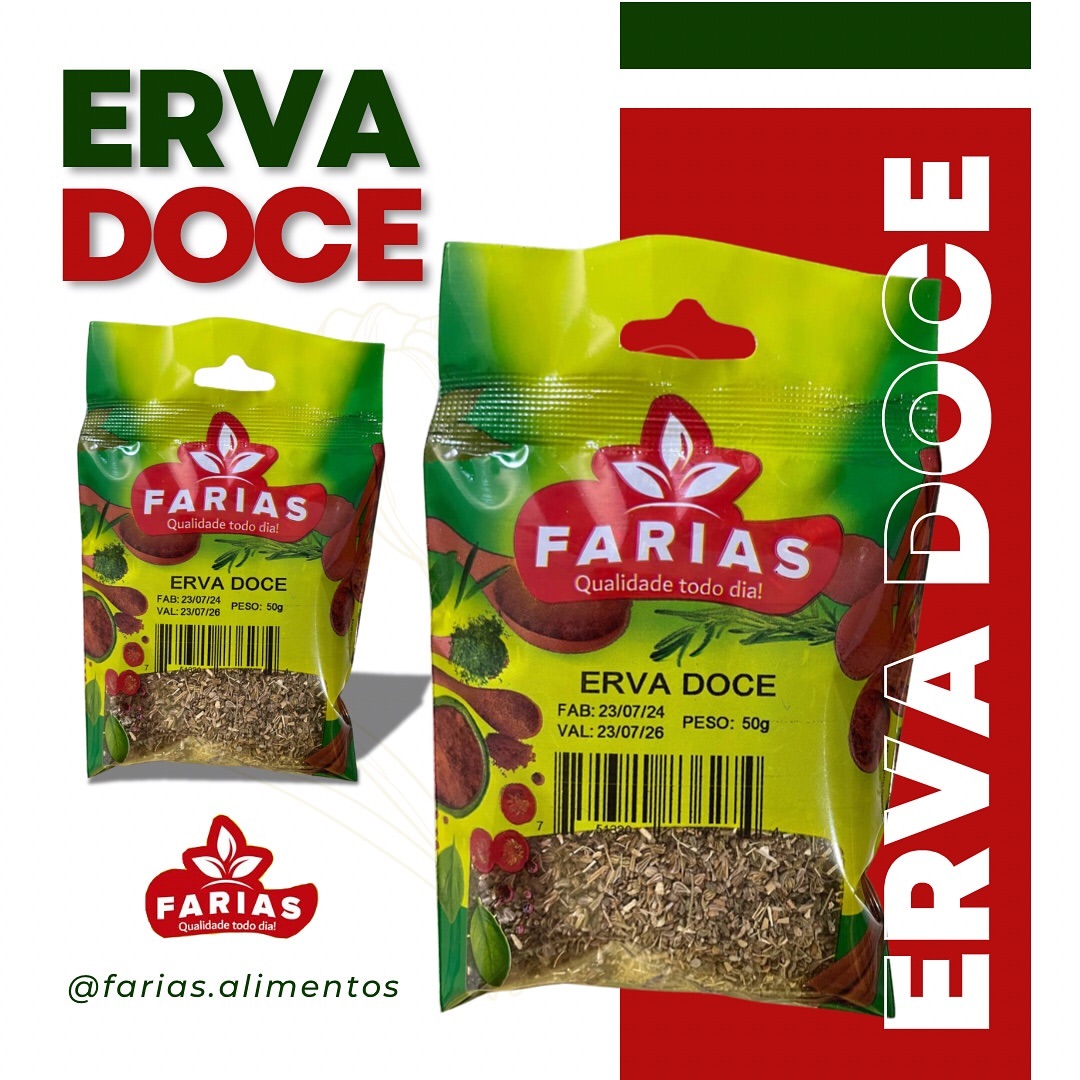 ERVA
DOCE
FARIAS
Qualidade todo dia!
ERVA DOCE
FAB: 23/07/24
VAL: 23/07/26
PESO: 50g
FARIAS
Qualidade todo dia!
ERVA DOCE
FAB: 23/07/24
VAL: 23/07/26
PESO: 50g
ERVA DOCE
FARIAS
Qualidade todo dia!
@farias.alimentos